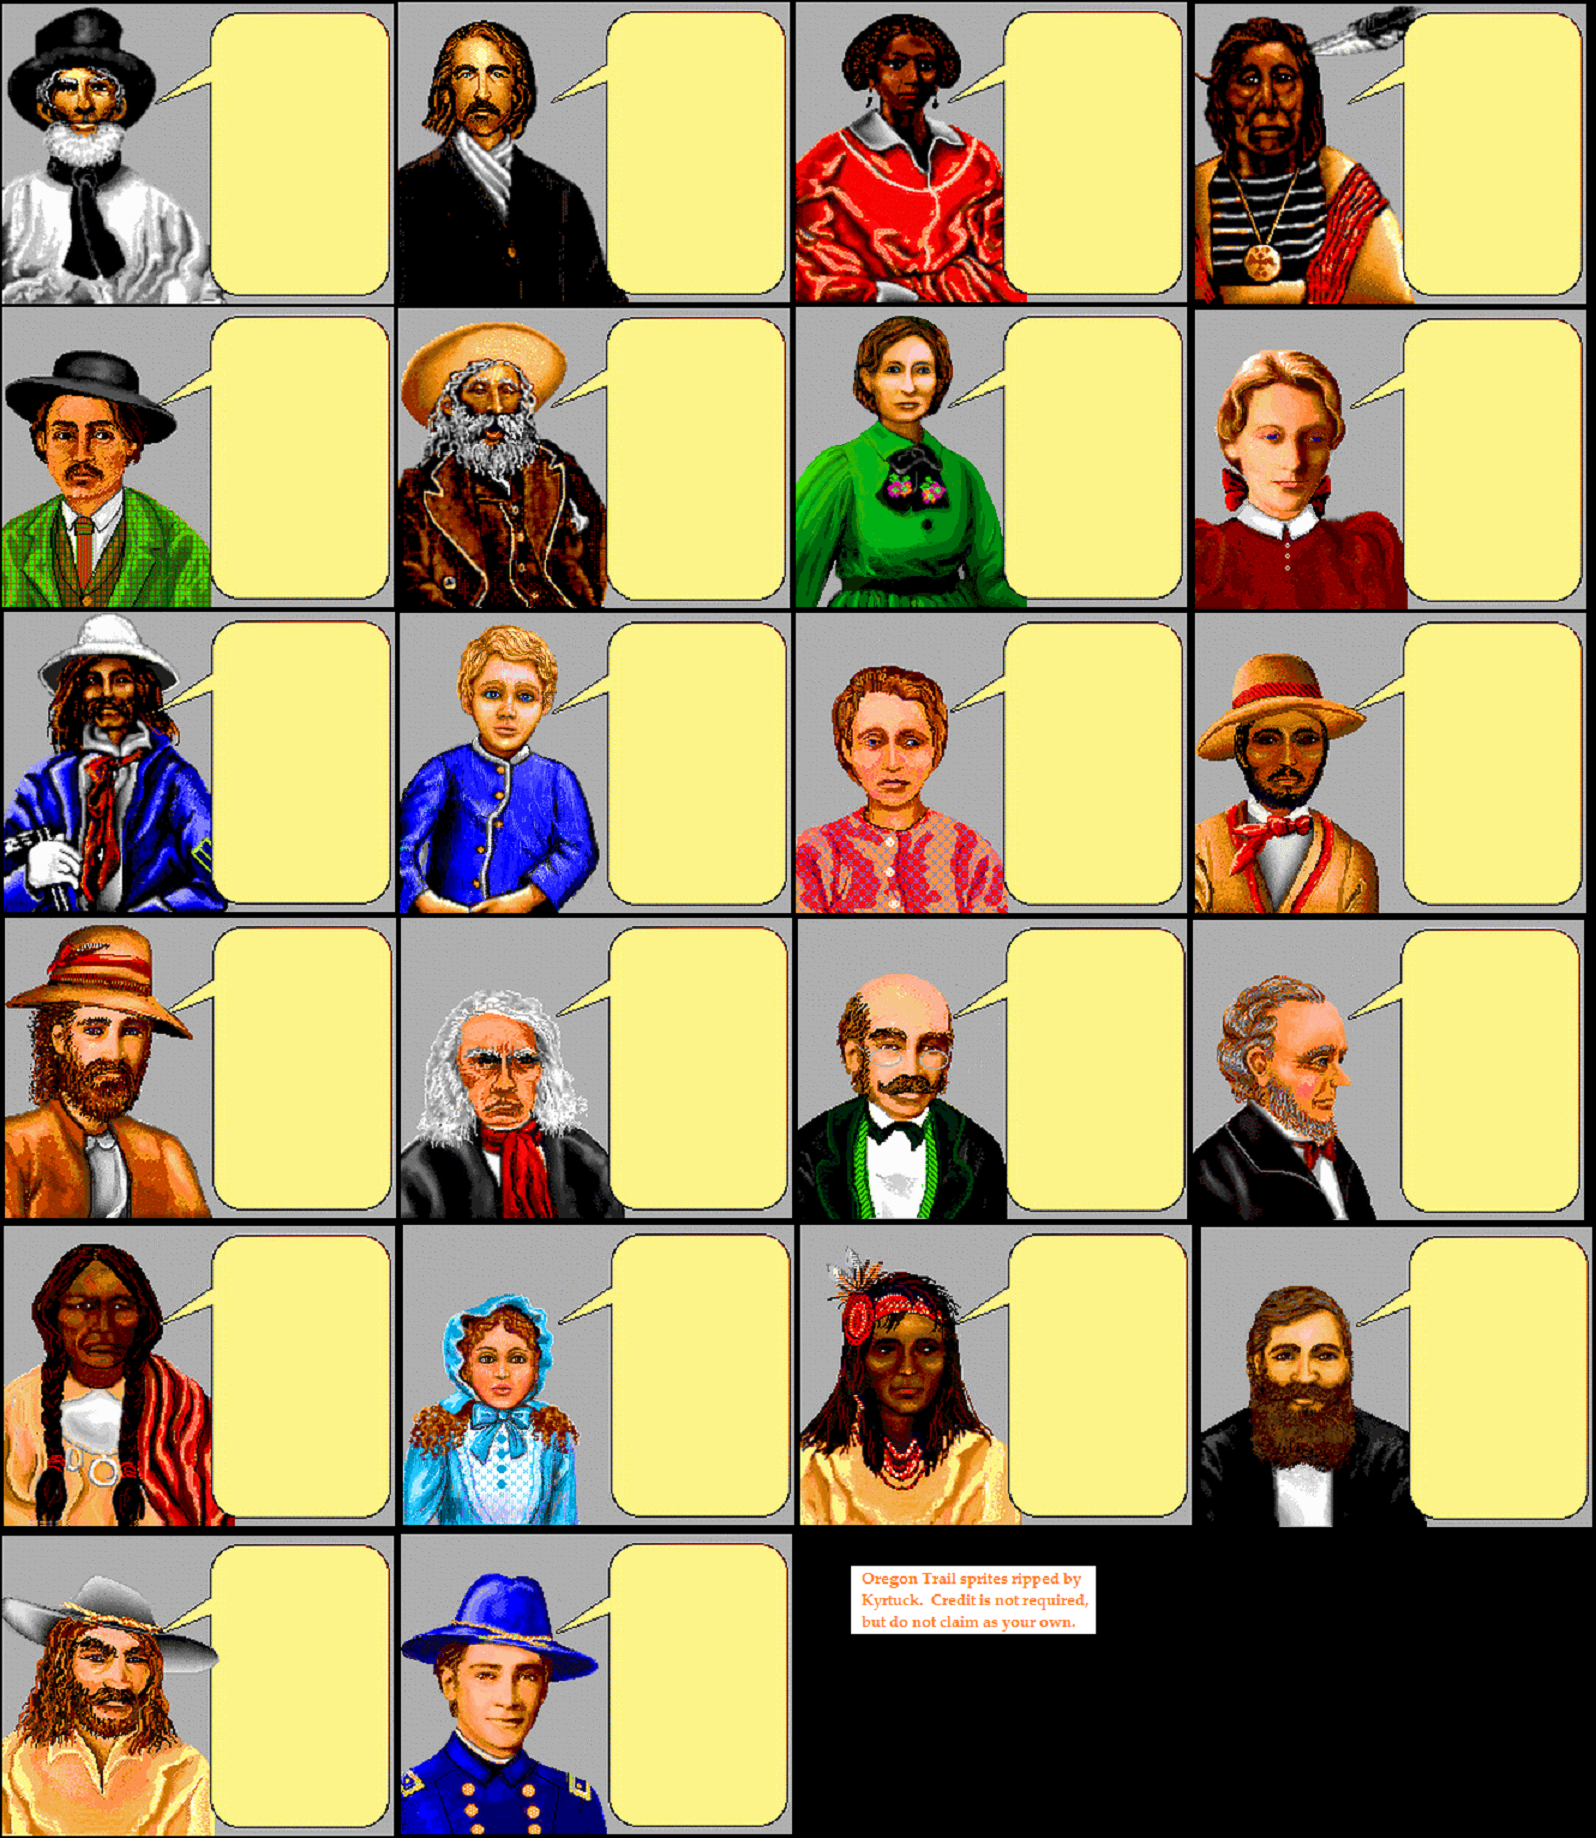 Oregon Trail sprites ripped by
Kyrtuck.  Credit is not required,
but do not claim as your own.